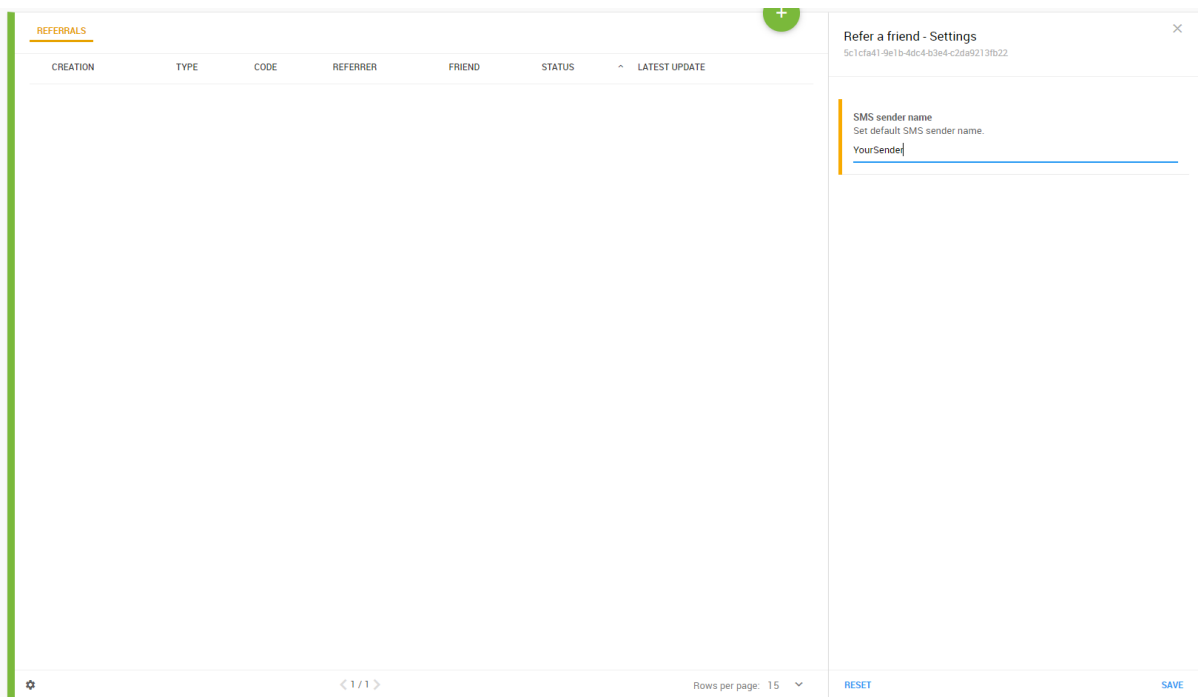 REFERRALS
CREATION TYPE CODE REFERRER FRIEND STATUS LATEST UPDATE
< 1 / 1 >
Rows per page: 15
Refer a friend - Settings
5c1cfa41-9e1b-4dc4-b3e4-c2da9213fb22
SMS sender name
Set default SMS sender name.
YourSender
RESET SAVE